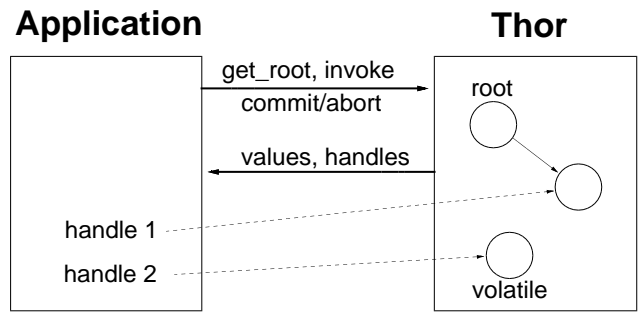 Application
Thor
get_root, invoke
commit/abort
root
values, handles
handle 1
handle 2
volatile